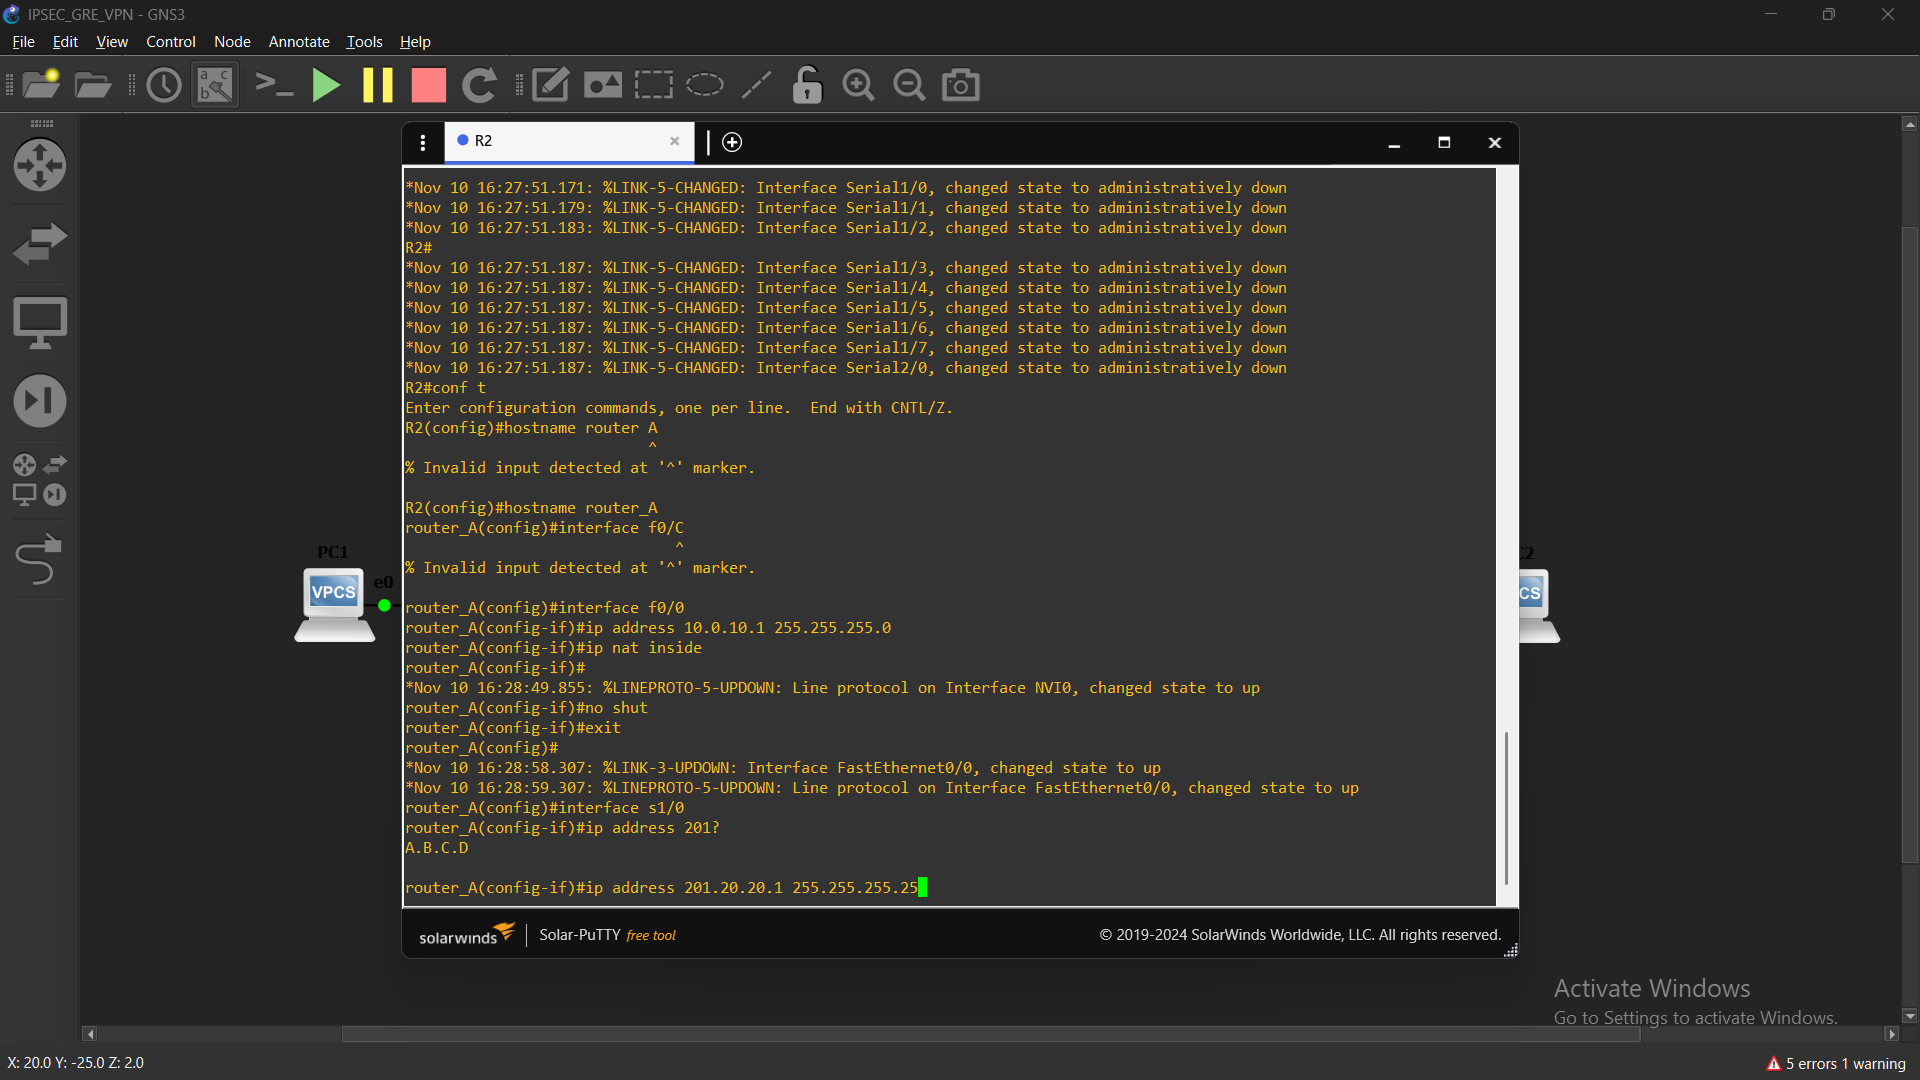 IPSEC_GRE_VPN - GNS3
File Edit View Control Node Annotate Tools Help
R2
*Nov 10 16:27:51.171: %LINK-5-CHANGED: Interface Serial1/0, changed state to administratively down
*Nov 10 16:27:51.179: %LINK-5-CHANGED: Interface Serial1/1, changed state to administratively down
*Nov 10 16:27:51.183: %LINK-5-CHANGED: Interface Serial1/2, changed state to administratively down
R2#
*Nov 10 16:27:51.187: %LINK-5-CHANGED: Interface Serial1/3, changed state to administratively down
*Nov 10 16:27:51.187: %LINK-5-CHANGED: Interface Serial1/4, changed state to administratively down
*Nov 10 16:27:51.187: %LINK-5-CHANGED: Interface Serial1/5, changed state to administratively down
*Nov 10 16:27:51.187: %LINK-5-CHANGED: Interface Serial1/6, changed state to administratively down
*Nov 10 16:27:51.187: %LINK-5-CHANGED: Interface Serial1/7, changed state to administratively down
*Nov 10 16:27:51.187: %LINK-5-CHANGED: Interface Serial2/0, changed state to administratively down
R2#conf t
Enter configuration commands, one per line.  End with CNTL/Z.
R2(config)#hostname router A
^
% Invalid input detected at '^' marker.
R2(config)#hostname router_A
router_A(config)#interface f0/C
^
% Invalid input detected at '^' marker.
router_A(config)#interface f0/0
router_A(config-if)#ip address 10.0.10.1 255.255.255.0
router_A(config-if)#ip nat inside
router_A(config-if)#
*Nov 10 16:28:49.855: %LINEPROTO-5-UPDOWN: Line protocol on Interface NVI0, changed state to up
router_A(config-if)#no shut
router_A(config-if)#exit
router_A(config)#
*Nov 10 16:28:58.307: %LINK-3-UPDOWN: Interface FastEthernet0/0, changed state to up
*Nov 10 16:28:59.307: %LINEPROTO-5-UPDOWN: Line protocol on Interface FastEthernet0/0, changed state to up
router_A(config)#interface s1/0
router_A(config-if)#ip address 201?
A.B.C.D
router_A(config-if)#ip address 201.20.20.1 255.255.255.25
solarwinds Solar-PuTTY free tool © 2019-2024 SolarWinds Worldwide, LLC. All rights reserved.
PC1
e0
VPCS
C2
CS
Activate Windows
Go to Settings to activate Windows.
X: 20.0 Y: -25.0 Z: 2.0
5 errors 1 warning